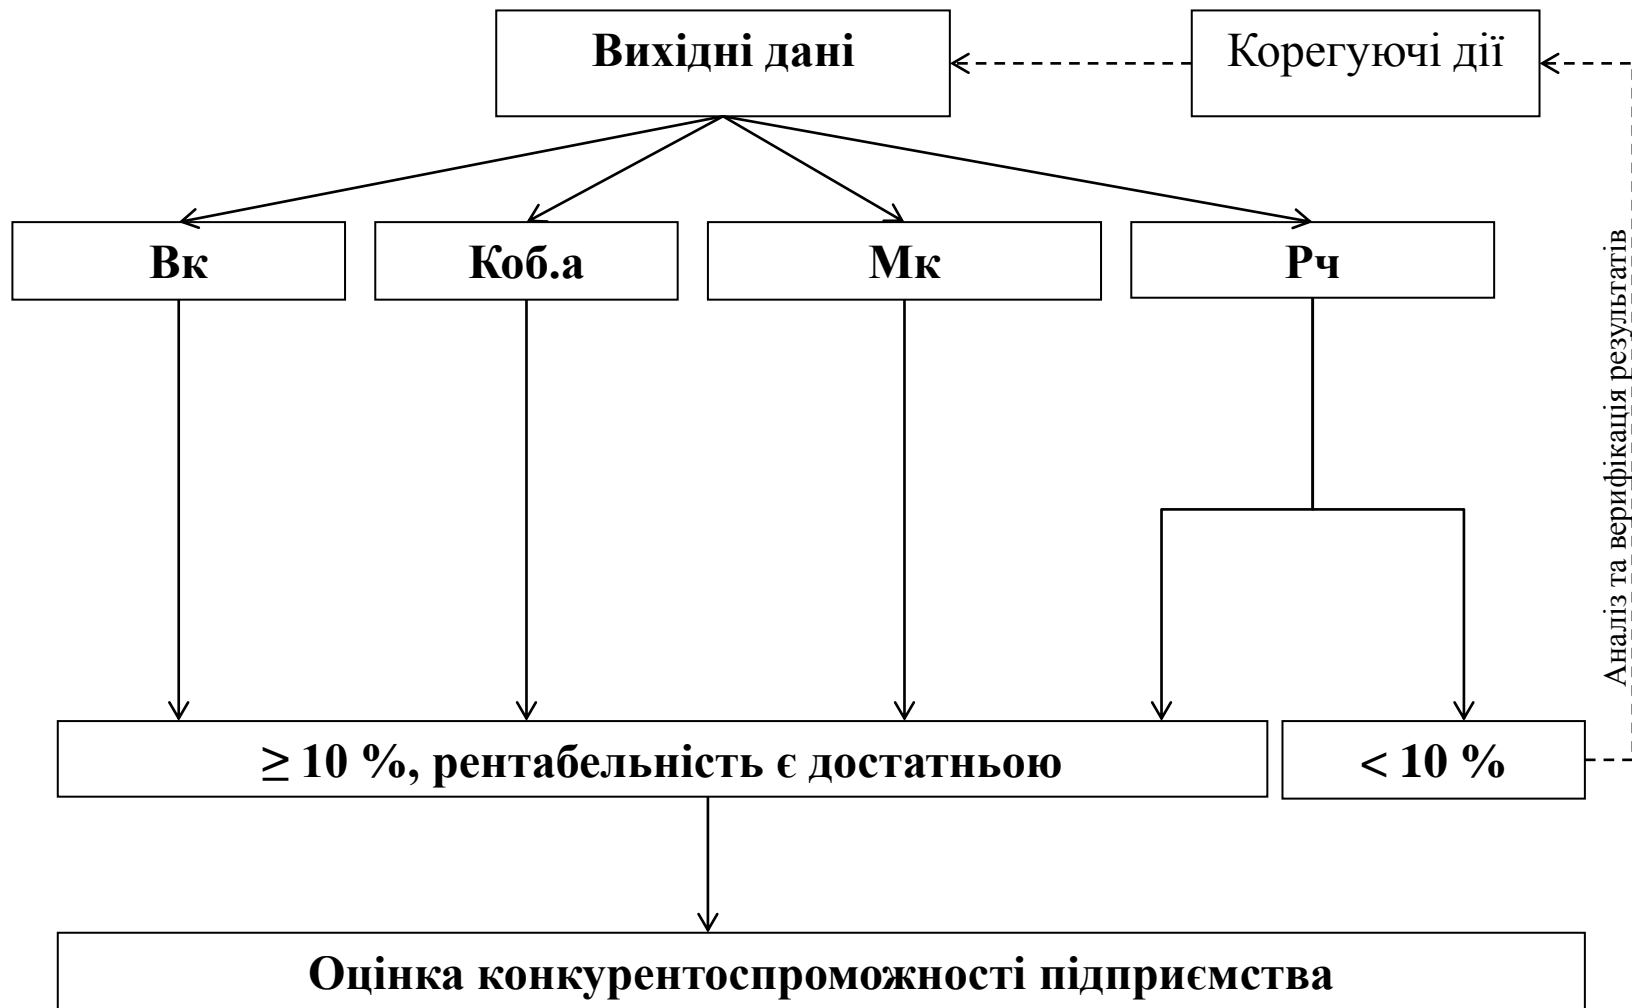 Вихідні дані
Корегуючі дії
Вк
Коб.а
Мк
Рч
Аналіз та верифікація результатів
≥ 10 %, рентабельність є достатньою
< 10 %
Оцінка конкурентоспроможності підприємства